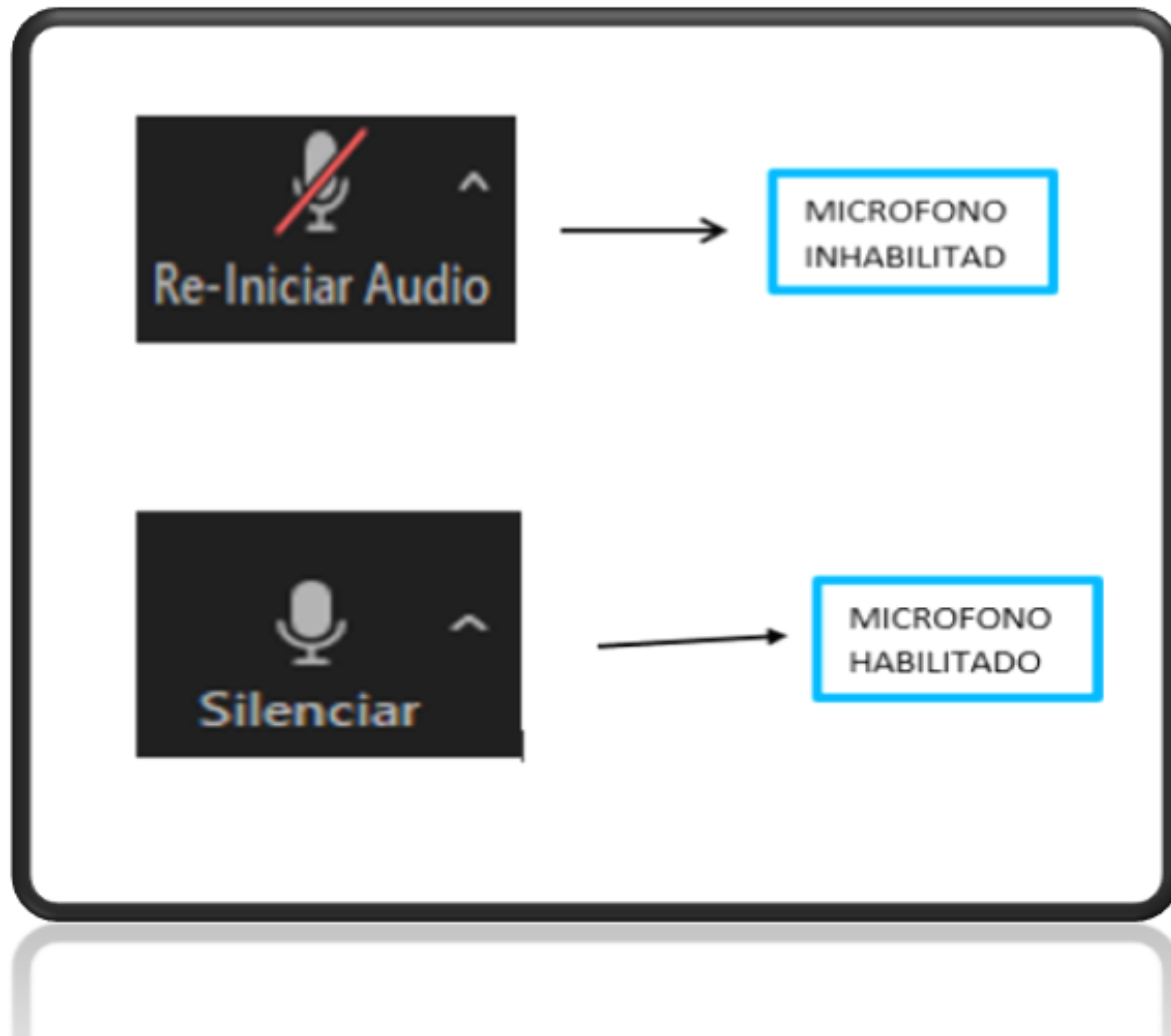 Re-Iniciar Audio
MICROFONO
INHABILITAD
Silenciar
MICROFONO
HABILITADO